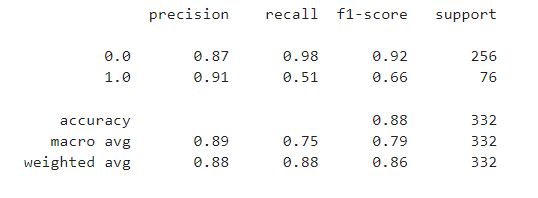 precision recall f1-score support
0.0 0.87 0.98 0.92 256
1.0 0.91 0.51 0.66 76
accuracy 0.88 332
macro avg 0.89 0.75 0.79 332
weighted avg 0.88 0.88 0.86 332